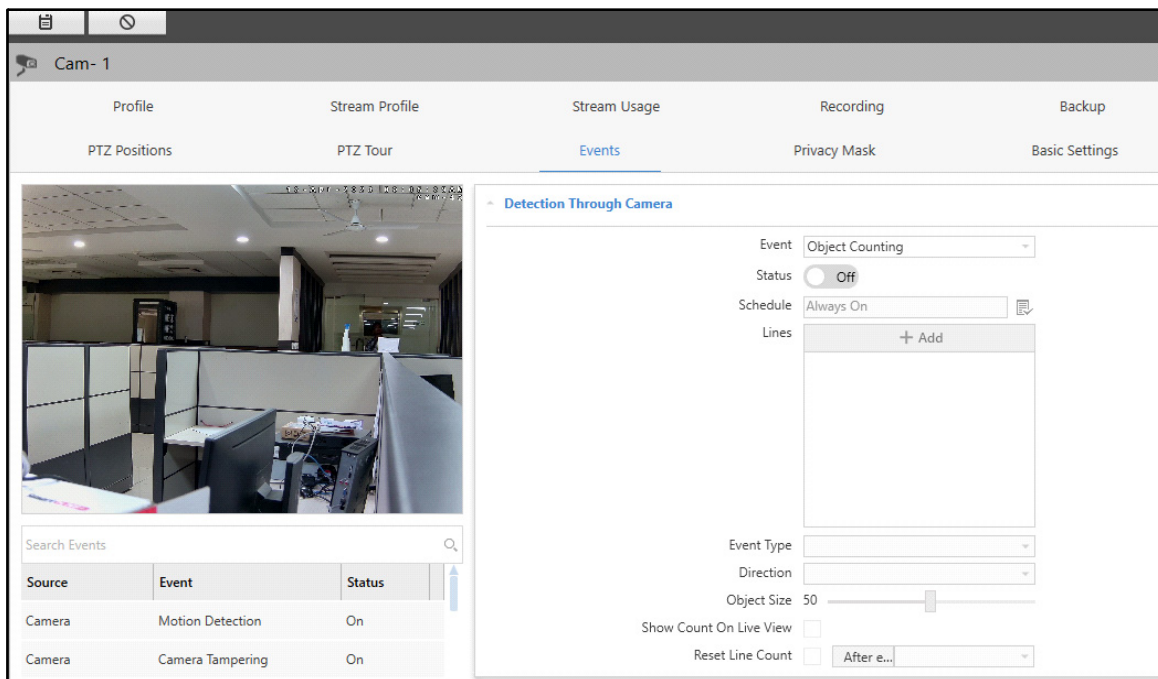 Cam- 1
Profile Stream Profile Stream Usage Recording Backup
PTZ Positions PTZ Tour Events Privacy Mask Basic Settings
Detection Through Camera
Event Object Counting
Status Off
Schedule Always On
Lines + Add
Event Type
Direction
Object Size 50
Show Count On Live View
Reset Line Count After e...
Search Events
Source Event Status
Camera Motion Detection On
Camera Camera Tampering On